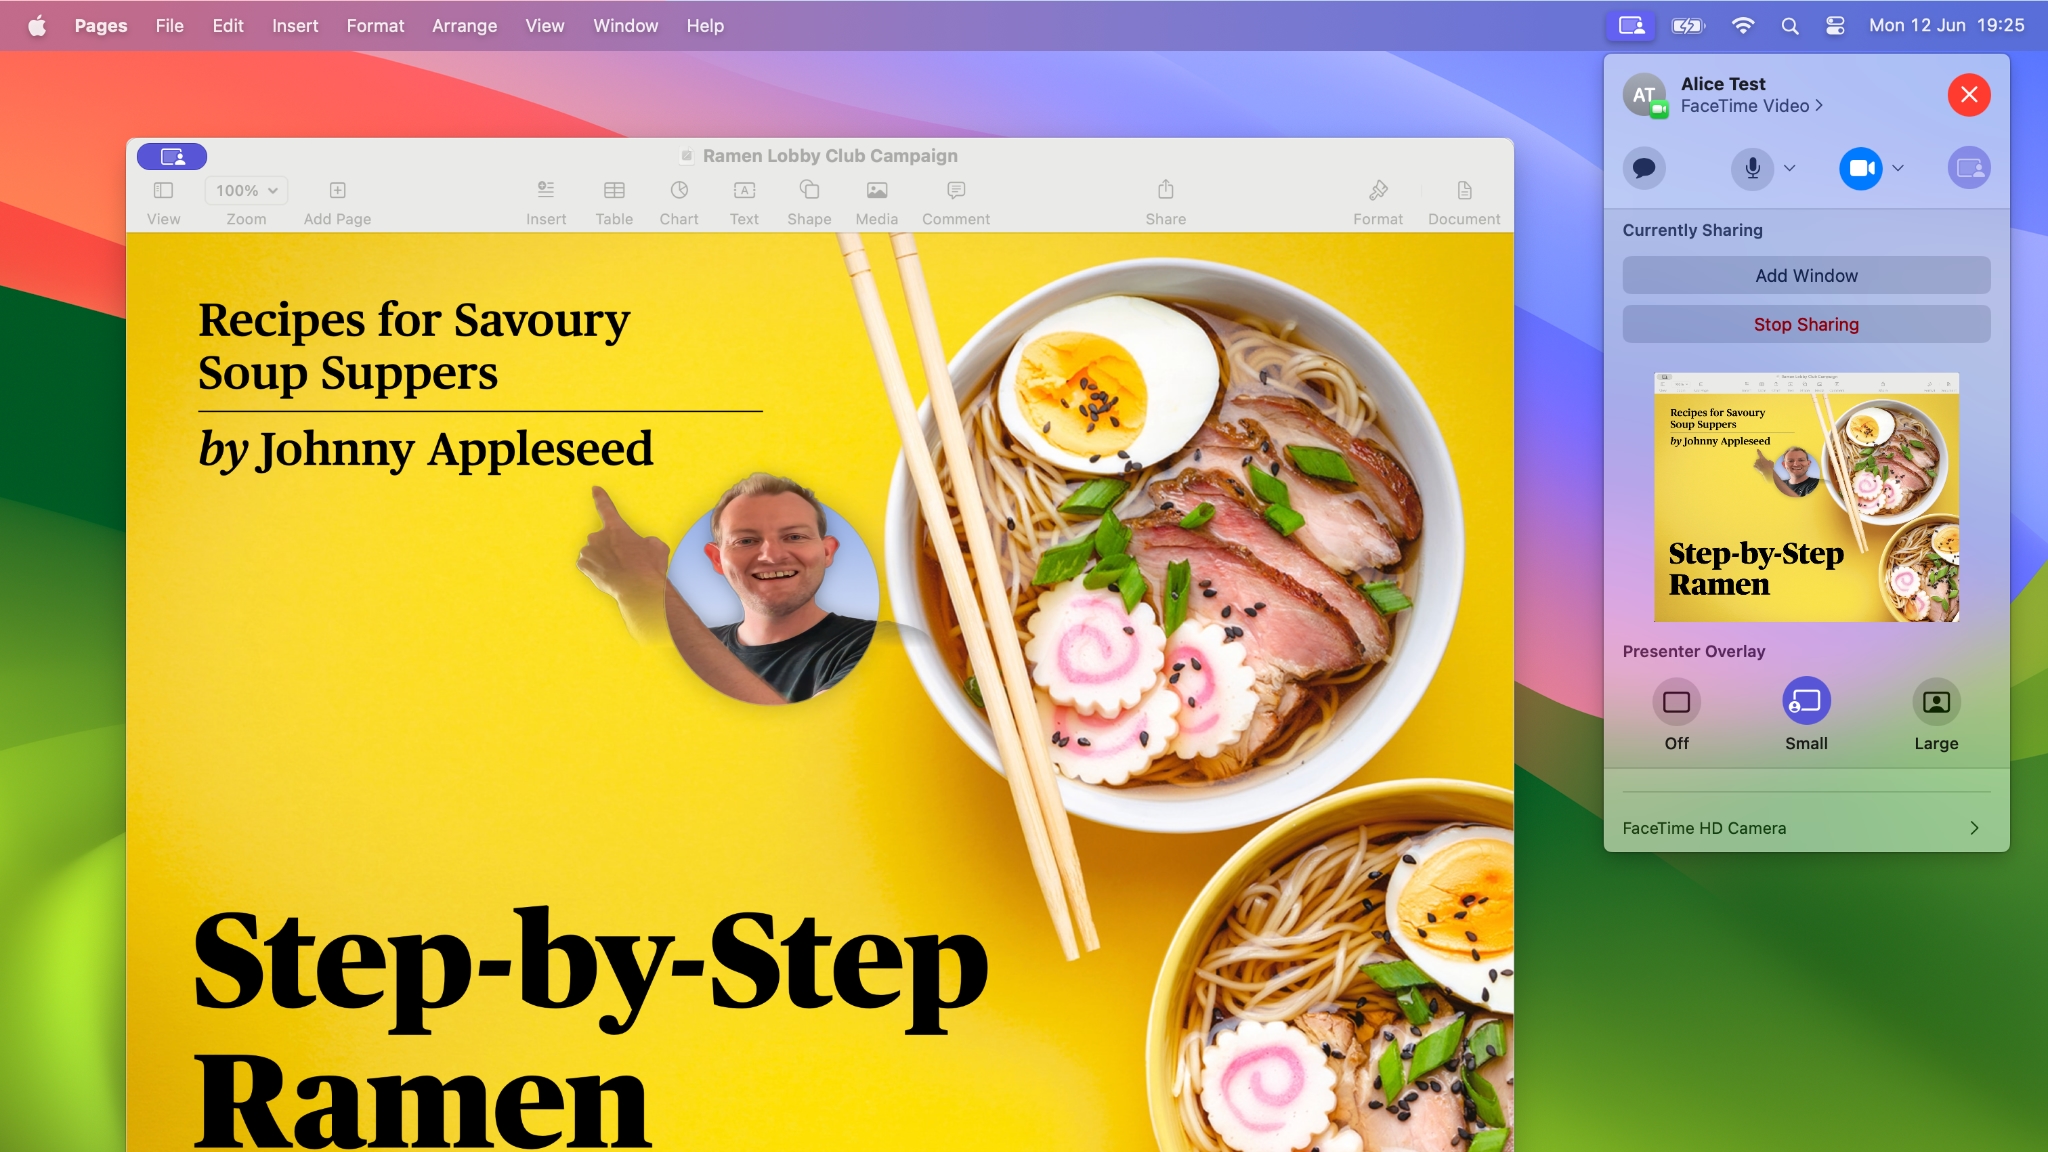 Pages File Edit Insert Format Arrange View Window Help
Mon 12 Jun 19:25
Ramen Lobby Club Campaign
100%
View Zoom Add Page Insert Table Chart Text Shape Media Comment Share Format Document
Recipes for Savoury
Soup Suppers
by Johnny Appleseed
Step-by-Step
Ramen
AT
Alice Test
FaceTime Video
Currently Sharing
Add Window
Stop Sharing
Ramen Lobby Club Campaign
Recipes for Savoury
Soup Suppers
by Johnny Appleseed
Step-by-Step
Ramen
Presenter Overlay
Off Small Large
FaceTime HD Camera